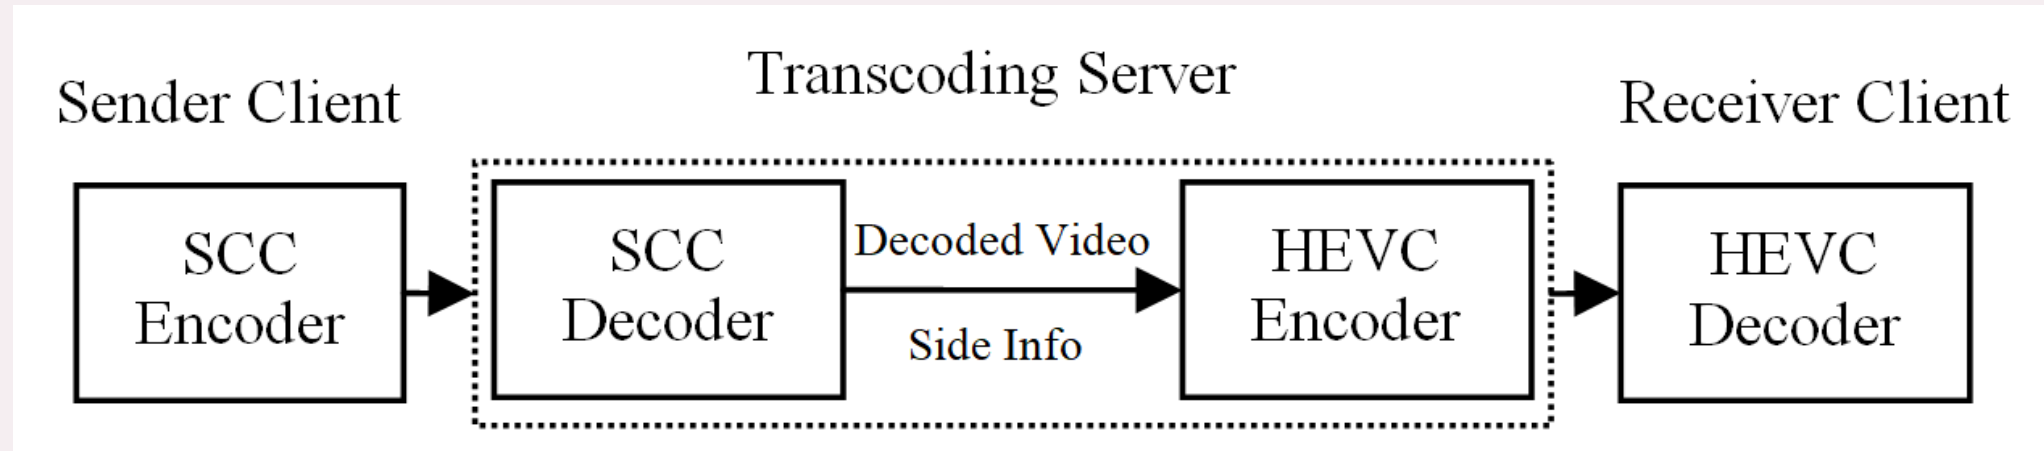 Transcoding Server
Sender Client
Receiver Client
SCC
Encoder
SCC
Decoder
Decoded Video
Side Info
HEVC
Encoder
HEVC
Decoder